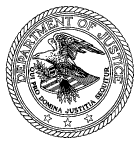 DEPARTMENT OF JUSTICE
QUI PRO DOMINA JUSTITIA SEQUITUR